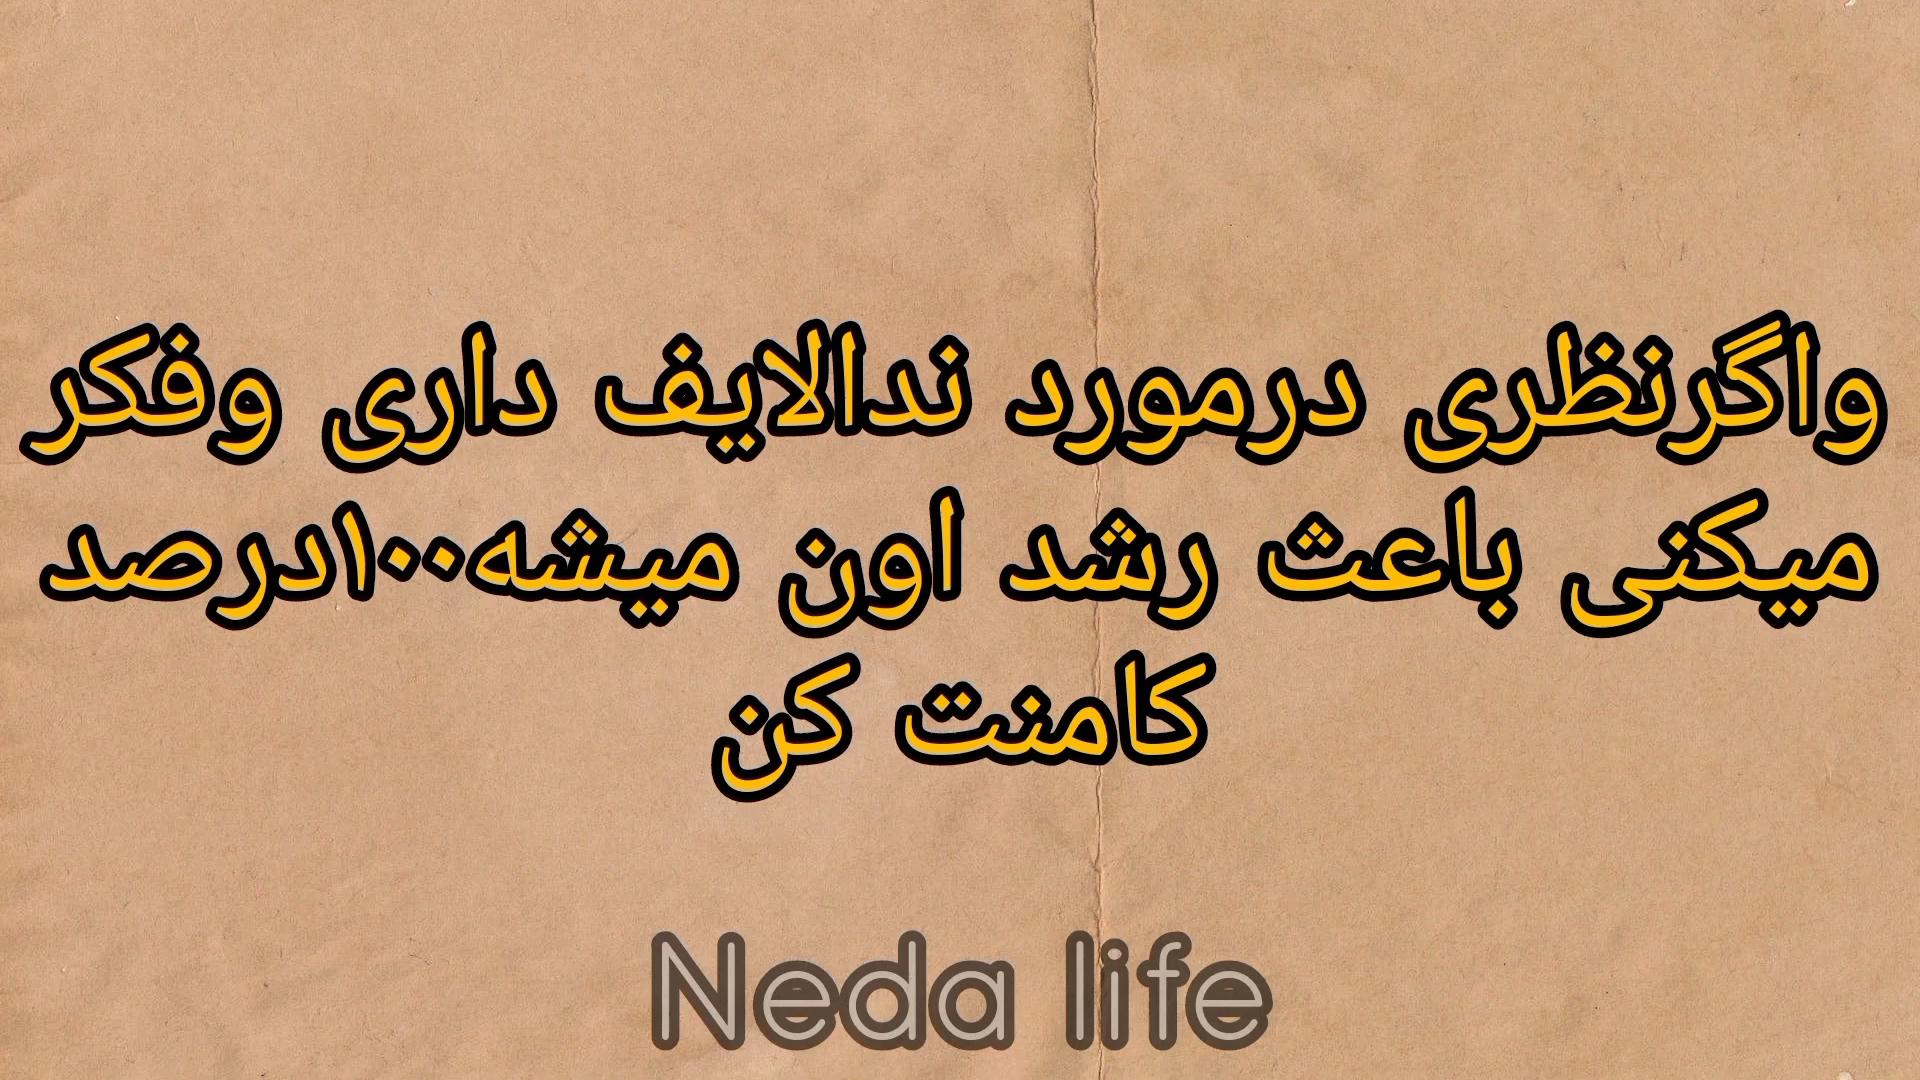 واگرنظری درمورد ندالایف داری وفکر
میکنی باعث رشد اون میشه۱۰۰درصد
کامنت کن
Neda life